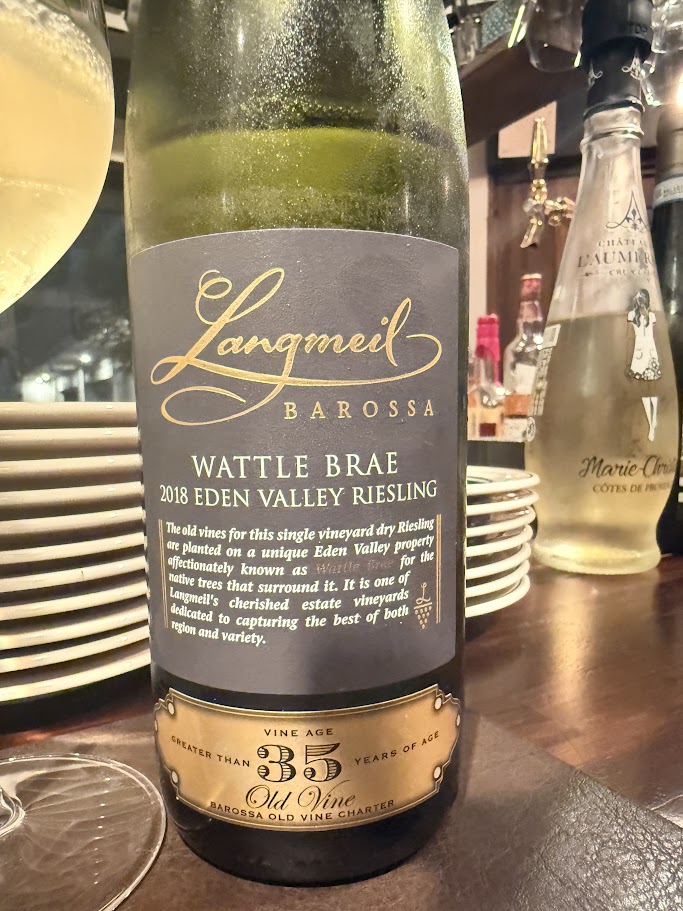 Langmeil
BAROSSA
WATTLE BRAE
2018 EDEN VALLEY RIESLING
The old vines for this single vineyard dry Riesling
are planted on a unique Eden Valley property
affectionately known as Wattle Brae for the
native trees that surround it. It is one of
Langmeil's cherished estate vineyards
dedicated to capturing the best of both
region and variety.
L
VINE AGE
GREATER THAN 35 YEARS OF AGE
Old Vine
BAROSSA OLD VINE CHARTER
CHÂTEAU
CRU
CÔTES DE